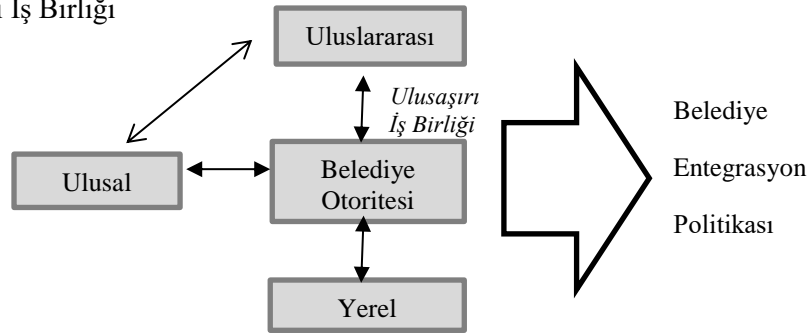 İş Birliği
Uluslararası
Ulusaşırı
İş Birliği
Ulusal
Belediye
Otoritesi
Yerel
Belediye
Entegrasyon
Politikası